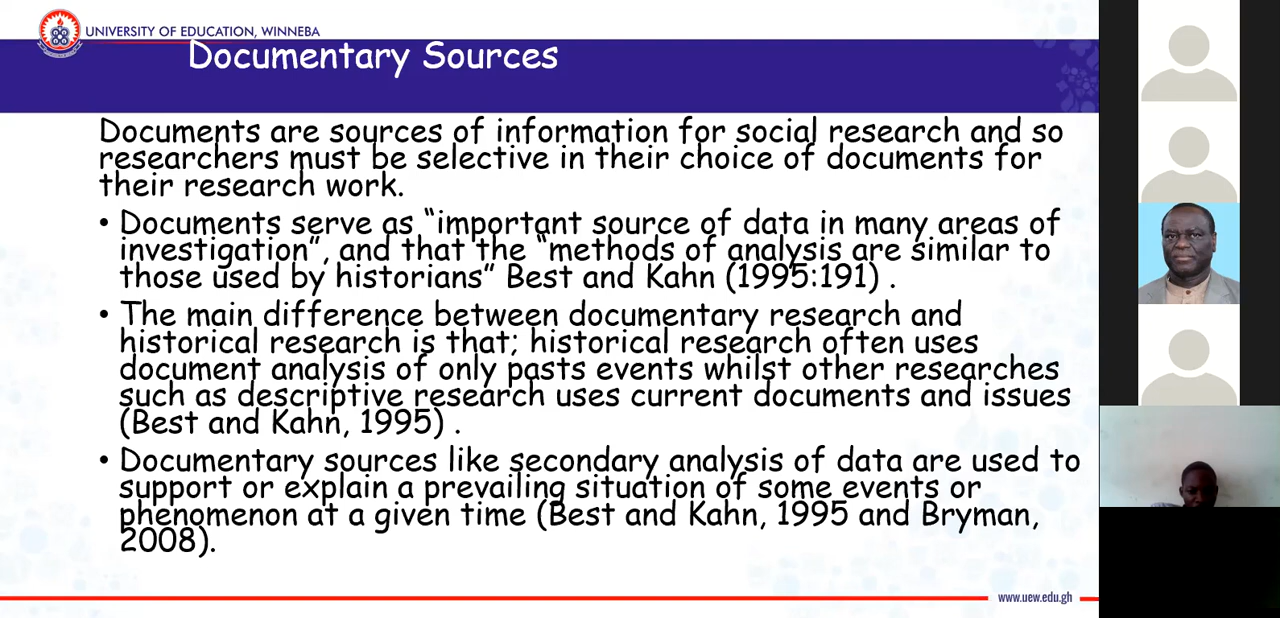 UNIVERSITY OF EDUCATION, WINNEBA
Documentary Sources
Documents are sources of information for social research and so
researchers must be selective in their choice of documents for
their research work.
• Documents serve as “important source of data in many areas of
investigation”, and that the “methods of analysis are similar to
those used by historians” Best and Kahn (1995:191) .
• The main difference between documentary research and
historical research is that; historical research often uses
document analysis of only pasts events whilst other researches
such as descriptive research uses current documents and issues
(Best and Kahn, 1995) .
• Documentary sources like secondary analysis of data are used to
support or explain a prevailing situation of some events or
phenomenon at a given time (Best and Kahn, 1995 and Bryman,
2008).
www.uew.edu.gh